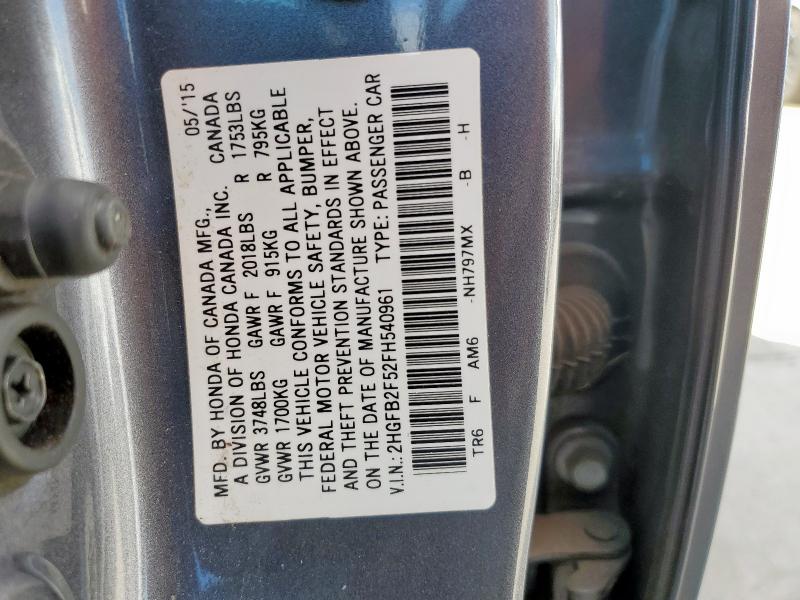 MFD. BY HONDA OF CANADA MFG., 05/'15
A DIVISION OF HONDA CANADA INC. CANADA
GVWR 3748LBS GAWR F 2018LBS R 1753LBS
GVWR 1700KG GAWR F 915KG R 795KG
THIS VEHICLE CONFORMS TO ALL APPLICABLE
FEDERAL MOTOR VEHICLE SAFETY, BUMPER,
AND THEFT PREVENTION STANDARDS IN EFFECT
ON THE DATE OF MANUFACTURE SHOWN ABOVE.
V.I.N.: 2HGFB2F52FH540961 TYPE: PASSENGER CAR
TR6 F AM6 -NH797MX -B -H